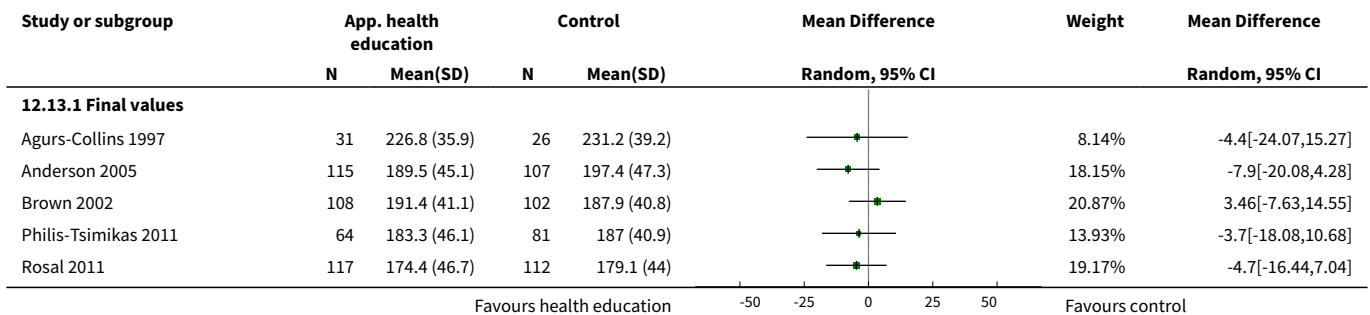 Study or subgroup App. health education Control Mean Difference Weight Mean Difference
N Mean(SD) N Mean(SD) Random, 95% CI Random, 95% CI
12.13.1 Final values
Agurs-Collins 1997 31 226.8 (35.9) 26 231.2 (39.2) 8.14% -4.4[-24.07,15.27]
Anderson 2005 115 189.5 (45.1) 107 197.4 (47.3) 18.15% -7.9[-20.08,4.28]
Brown 2002 108 191.4 (41.1) 102 187.9 (40.8) 20.87% 3.46[-7.63,14.55]
Philis-Tsimikas 2011 64 183.3 (46.1) 81 187 (40.9) 13.93% -3.7[-18.08,10.68]
Rosal 2011 117 174.4 (46.7) 112 179.1 (44) 19.17% -4.7[-16.44,7.04]
Favours health education -50 -25 0 25 50 Favours control